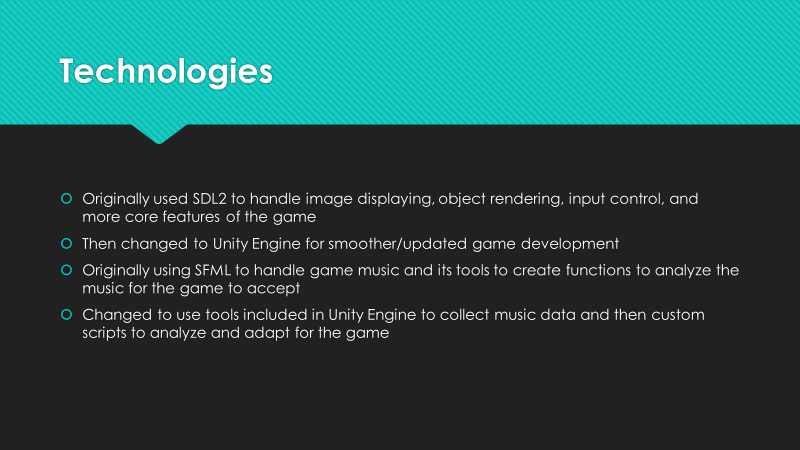 Technologies
Originally used SDL2 to handle image displaying, object rendering, input control, and
more core features of the game
Then changed to Unity Engine for smoother/updated game development
Originally using SFML to handle game music and its tools to create functions to analyze the
music for the game to accept
Changed to use tools included in Unity Engine to collect music data and then custom
scripts to analyze and adapt for the game